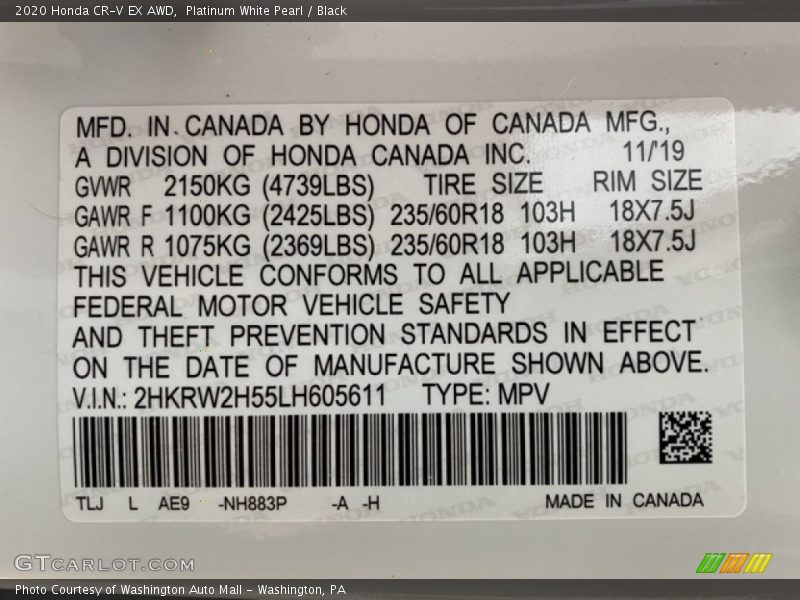 2020 Honda CR-V EX AWD, Platinum White Pearl / Black
MFD. IN CANADA BY HONDA OF CANADA MFG.,
A DIVISION OF HONDA CANADA INC. 11/'19
GVWR 2150KG (4739LBS) TIRE SIZE RIM SIZE
GAWR F 1100KG (2425LBS) 235/60R18 103H 18X7.5J
GAWR R 1075KG (2369LBS) 235/60R18 103H 18X7.5J
THIS VEHICLE CONFORMS TO ALL APPLICABLE
FEDERAL MOTOR VEHICLE SAFETY
AND THEFT PREVENTION STANDARDS IN EFFECT
ON THE DATE OF MANUFACTURE SHOWN ABOVE.
V.I.N.: 2HKRW2H55LH605611 TYPE: MPV
TLJ L AE9 -NH883P -A -H MADE IN CANADA
GTCARLOT.COM
Photo Courtesy of Washington Auto Mall - Washington, PA